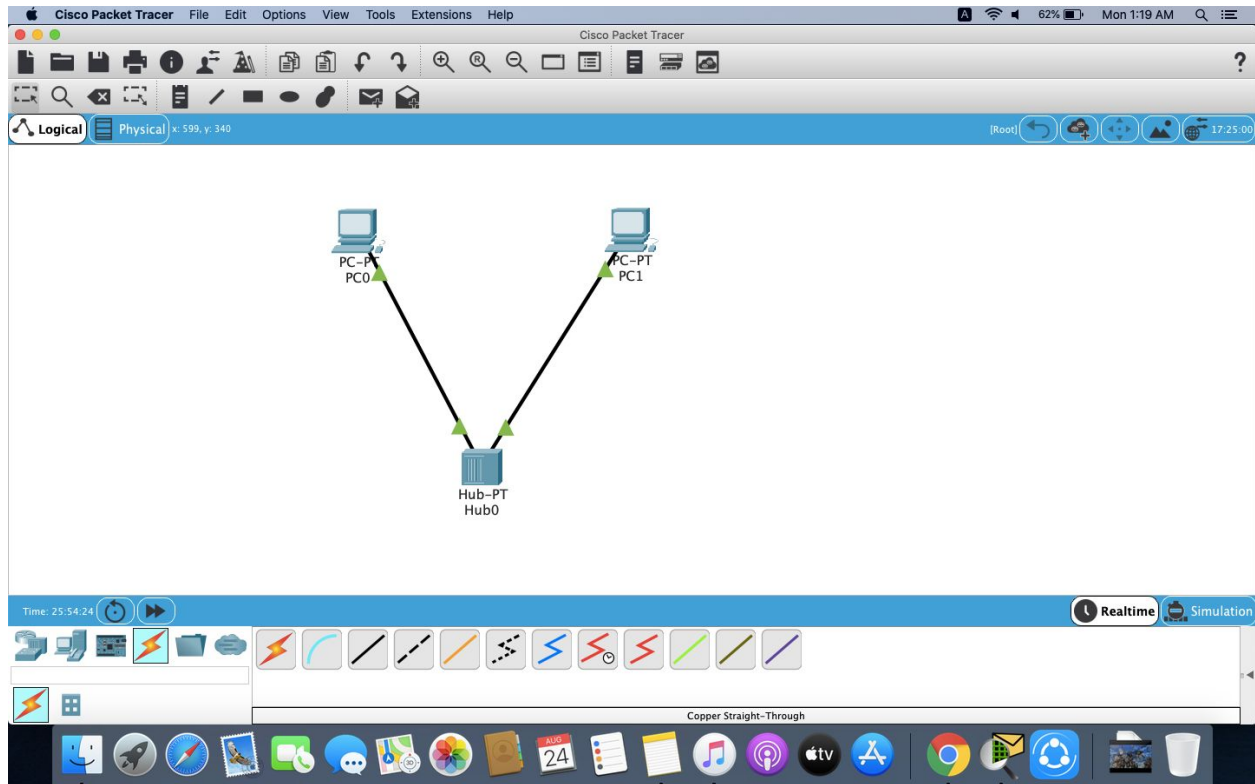 Cisco Packet Tracer File Edit Options View Tools Extensions Help A 62% Mon 1:19 AM
Cisco Packet Tracer
Logical Physical x: 599, y: 340 [Root] 17:25:00
PC-PT
PC0
PC-PT
PC1
Hub-PT
Hub0
Time: 25:54:24 Realtime Simulation
Copper Straight-Through
AUG
24
tv